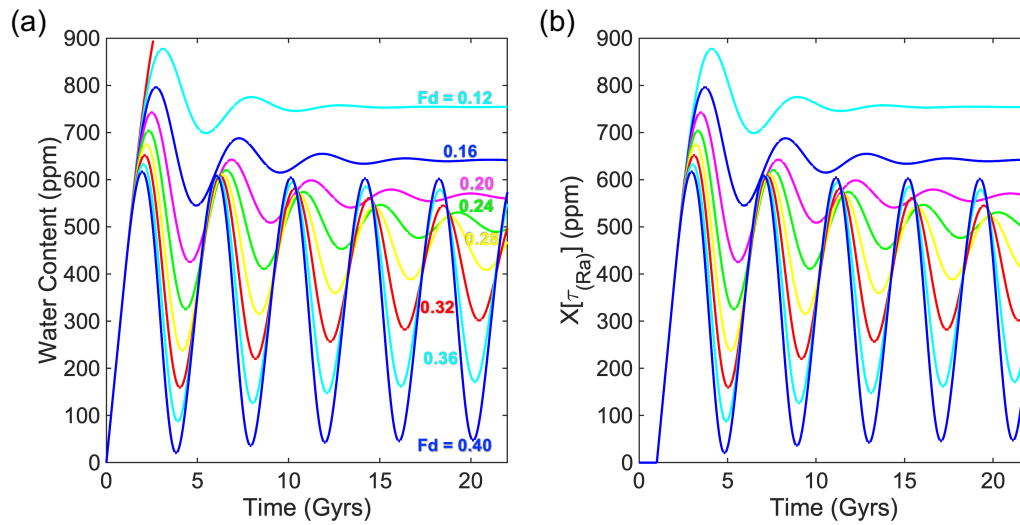 (a)
900
800
700
600
500
400
300
200
100
0
Water Content (ppm)
Fd = 0.12
0.16
0.20
0.24
0.28
0.32
0.36
Fd = 0.40
0 5 10 15 20
Time (Gyrs)
(b)
900
800
700
600
500
400
300
200
100
0
X[τ(Ra)] (ppm)
0 5 10 15 20
Time (Gyrs)